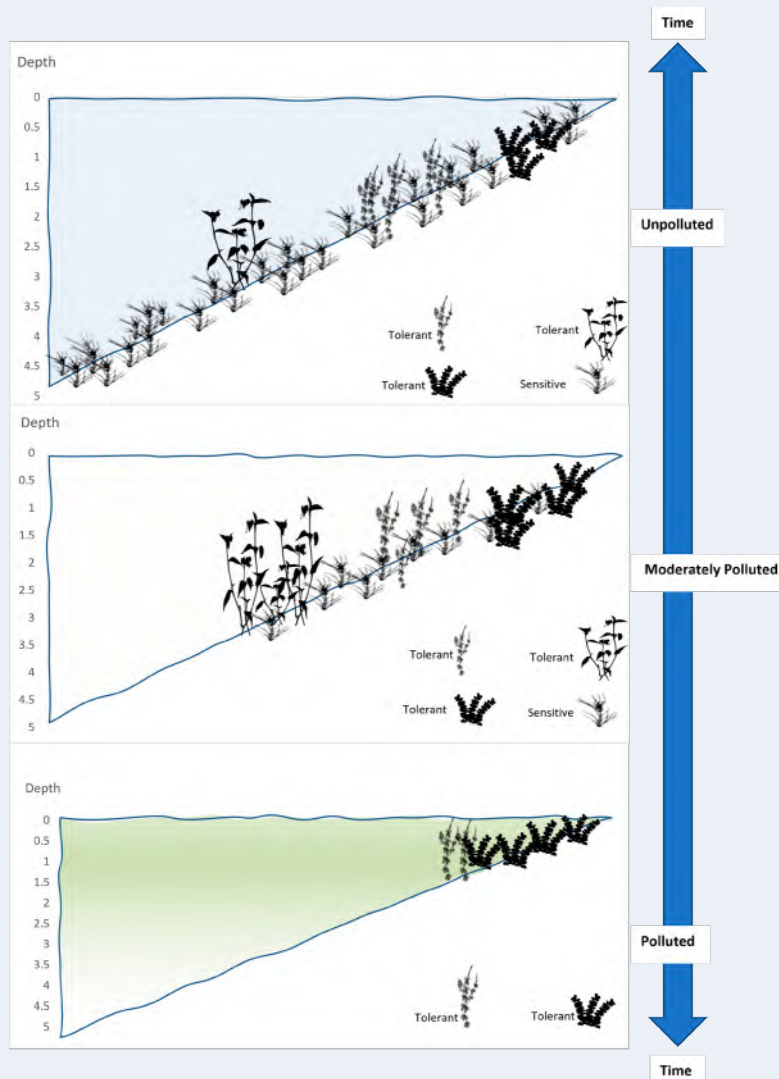 Time
Depth
0
0.5
1
1.5
2
2.5
3
3.5
4
4.5
5
Unpolluted
Tolerant
Tolerant
Tolerant
Sensitive
Depth
0
0.5
1
1.5
2
2.5
3
3.5
4
4.5
5
Moderately Polluted
Tolerant
Tolerant
Tolerant
Sensitive
Depth
0
0.5
1
1.5
2
2.5
3
3.5
4
4.5
5
Polluted
Tolerant
Tolerant
Time